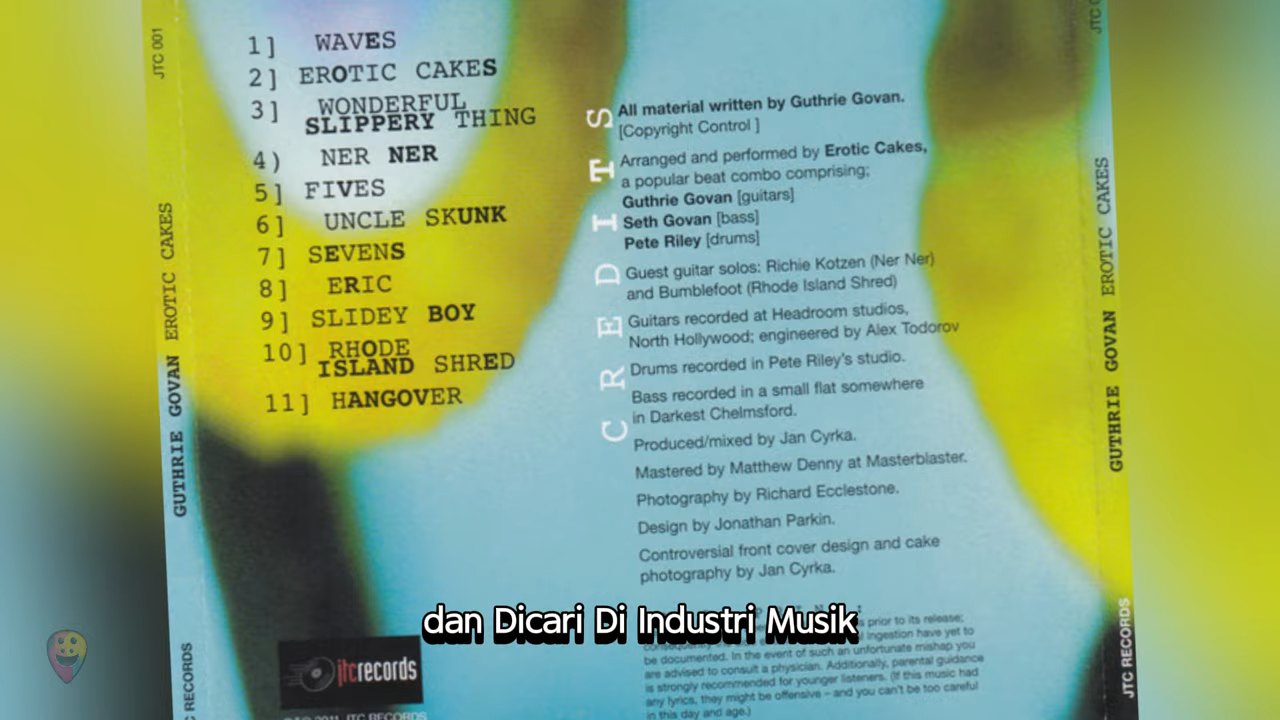 JTC 001
GUTHRIE GOVAN EROTIC CAKES
RECORDS
1] WAVES
2] EROTIC CAKES
3] WONDERFUL
SLIPPERY THING
4) NER NER
5] FIVES
6] UNCLE SKUNK
7] SEVENS
8] ERIC
9] SLIDEY BOY
10] RHODE
ISLAND SHRED
11] HANGOVER
jtcrecords
2011 JTC RECORDS
CREDITS
All material written by Guthrie Govan.
[Copyright Control ]
Arranged and performed by Erotic Cakes,
a popular beat combo comprising;
Guthrie Govan [guitars]
Seth Govan [bass]
Pete Riley [drums]
Guest guitar solos: Richie Kotzen (Ner Ner)
and Bumblefoot (Rhode Island Shred)
Guitars recorded at Headroom studios,
North Hollywood; engineered by Alex Todorov
Drums recorded in Pete Riley's studio.
Bass recorded in a small flat somewhere
in Darkest Chelmsford.
Produced/mixed by Jan Cyrka.
Mastered by Matthew Denny at Masterblaster.
Photography by Richard Ecclestone.
Design by Jonathan Parkin.
Controversial front cover design and cake
photography by Jan Cyrka.
prior to its release;
ingestion have yet to
be documented. In the event of such an unfortunate mishap you
are advised to consult a physician. Additionally, parental guidance
is strongly recommended for younger listeners. (If this music had
any lyrics, they might be offensive – and you can't be too careful
in this day and age.)
dan Dicari Di Industri Musik
JTC
GUTHRIE GOVAN EROTIC CAKES
JTC RECORDS